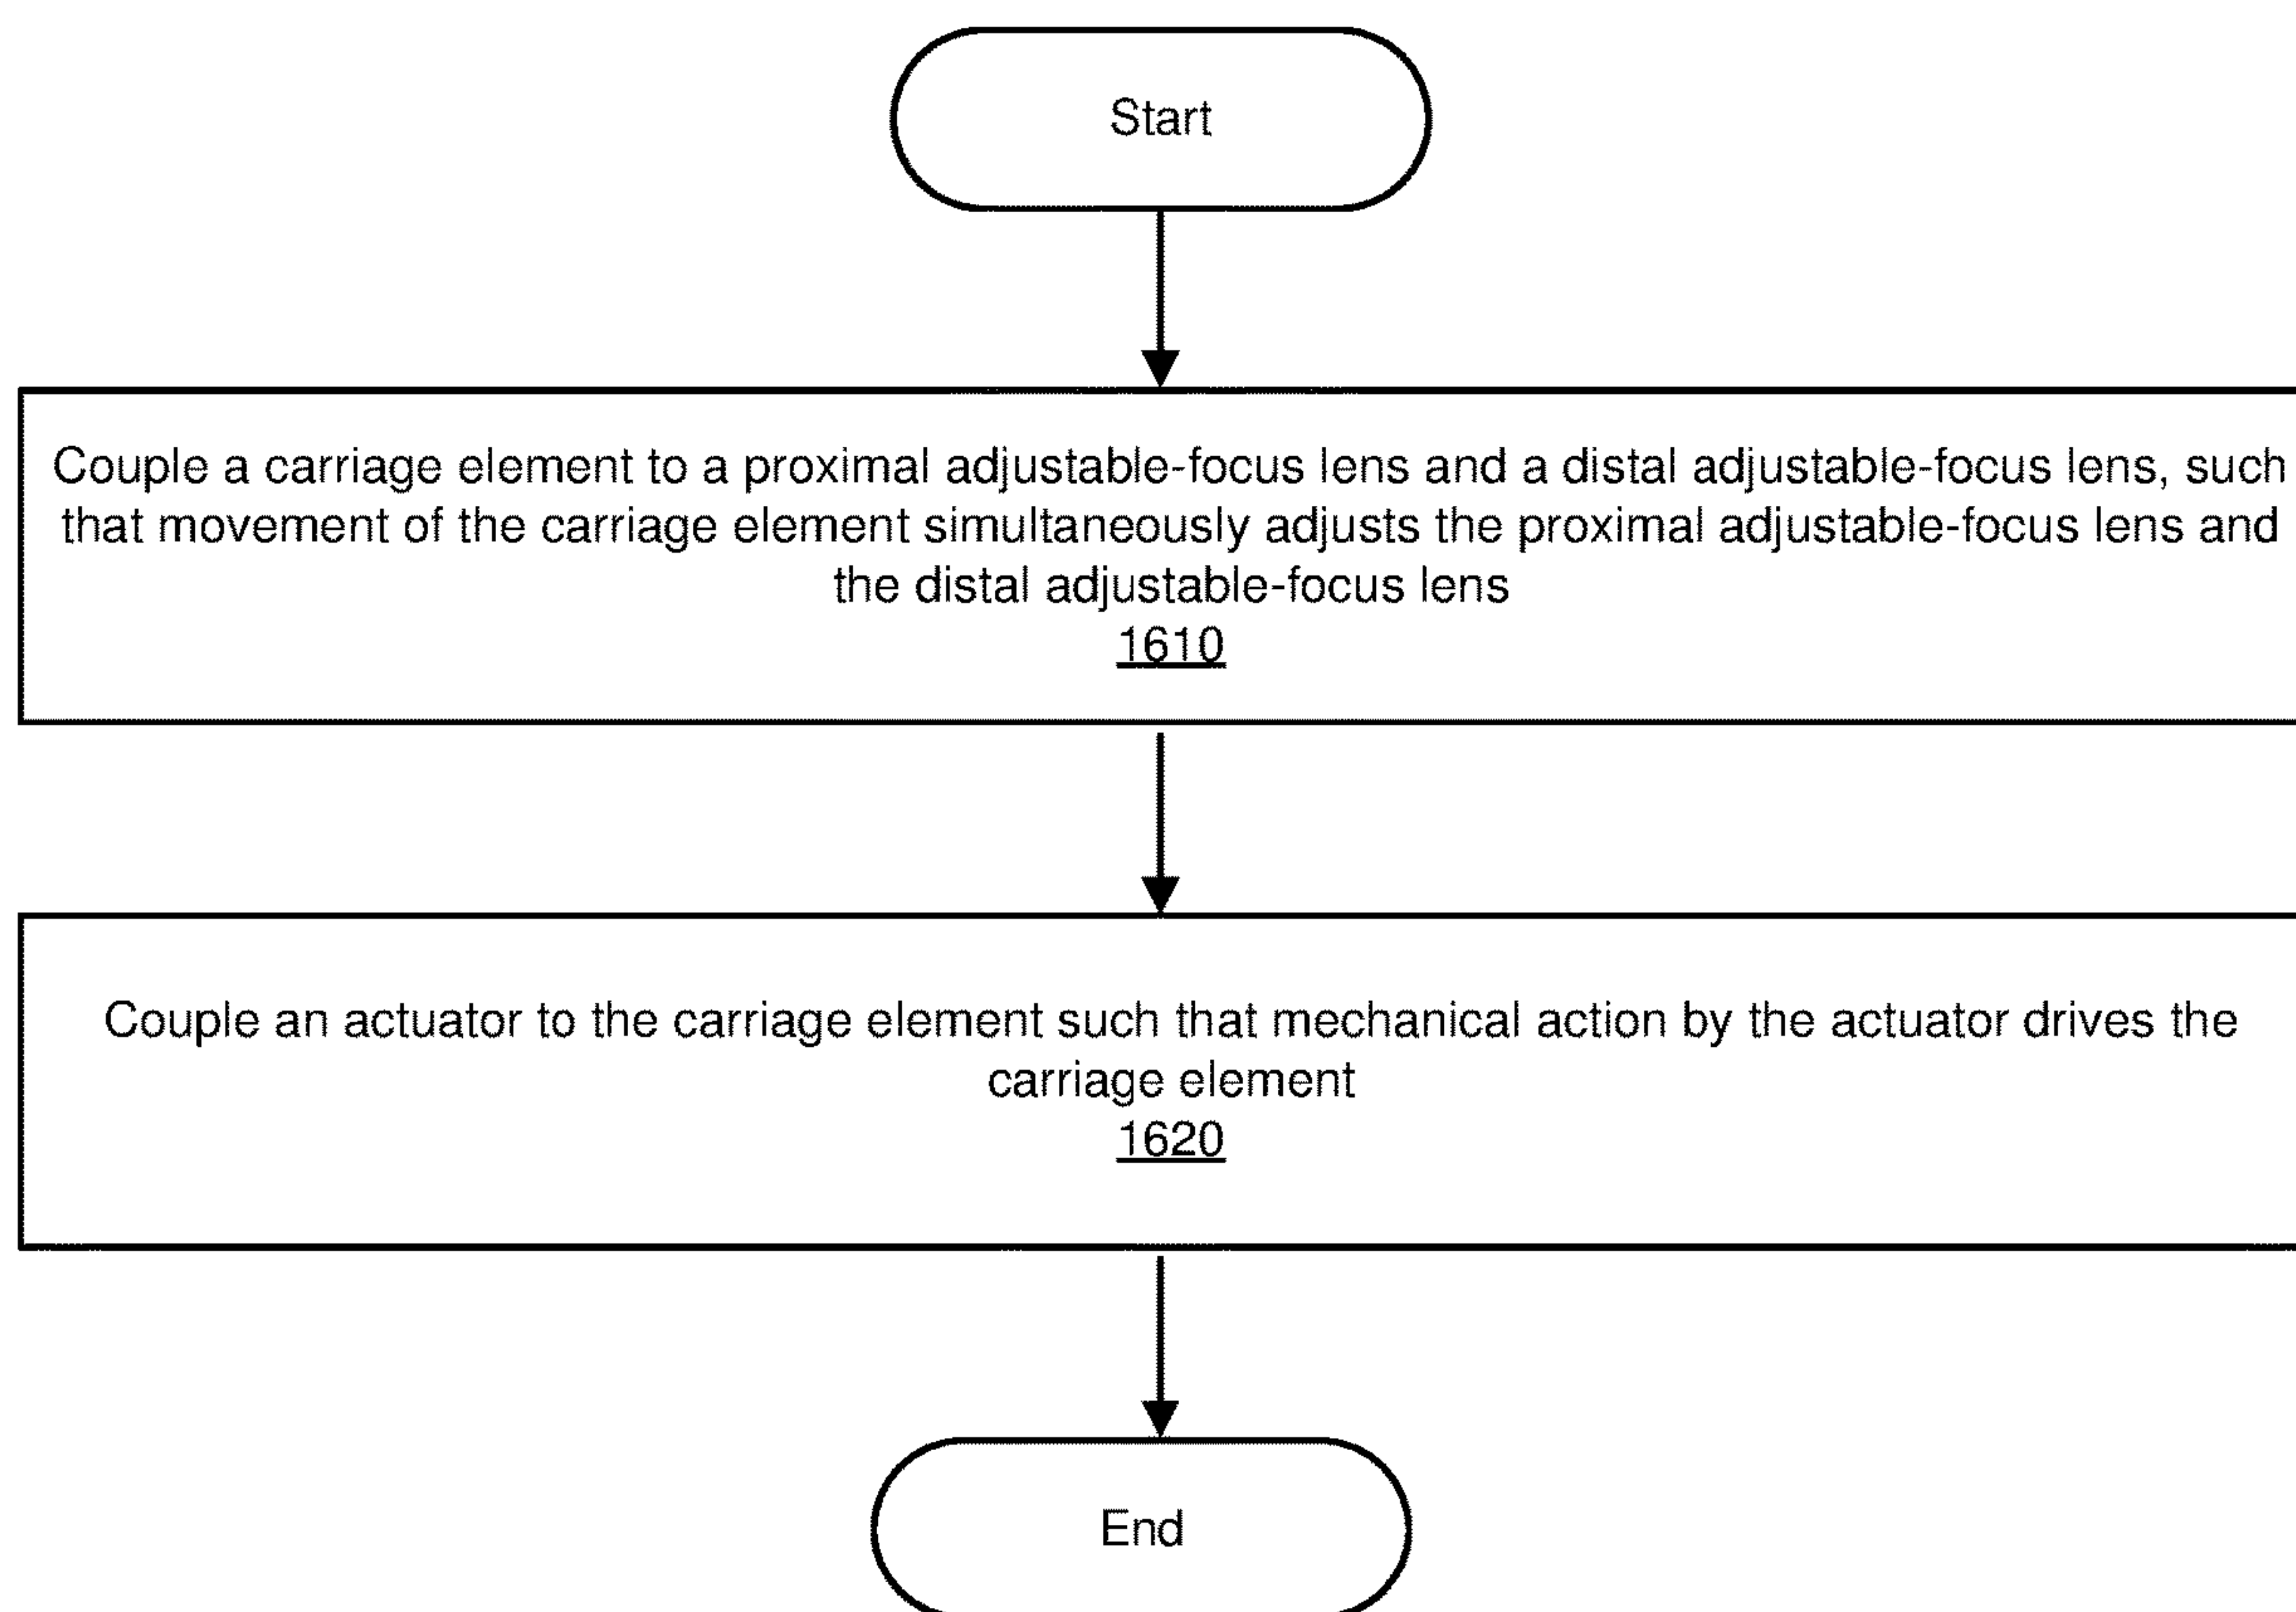 Start
Couple a carriage element to a proximal adjustable-focus lens and a distal adjustable-focus lens, such
that movement of the carriage element simultaneously adjusts the proximal adjustable-focus lens and
the distal adjustable-focus lens
1610
Couple an actuator to the carriage element such that mechanical action by the actuator drives the
carriage element
1620
End